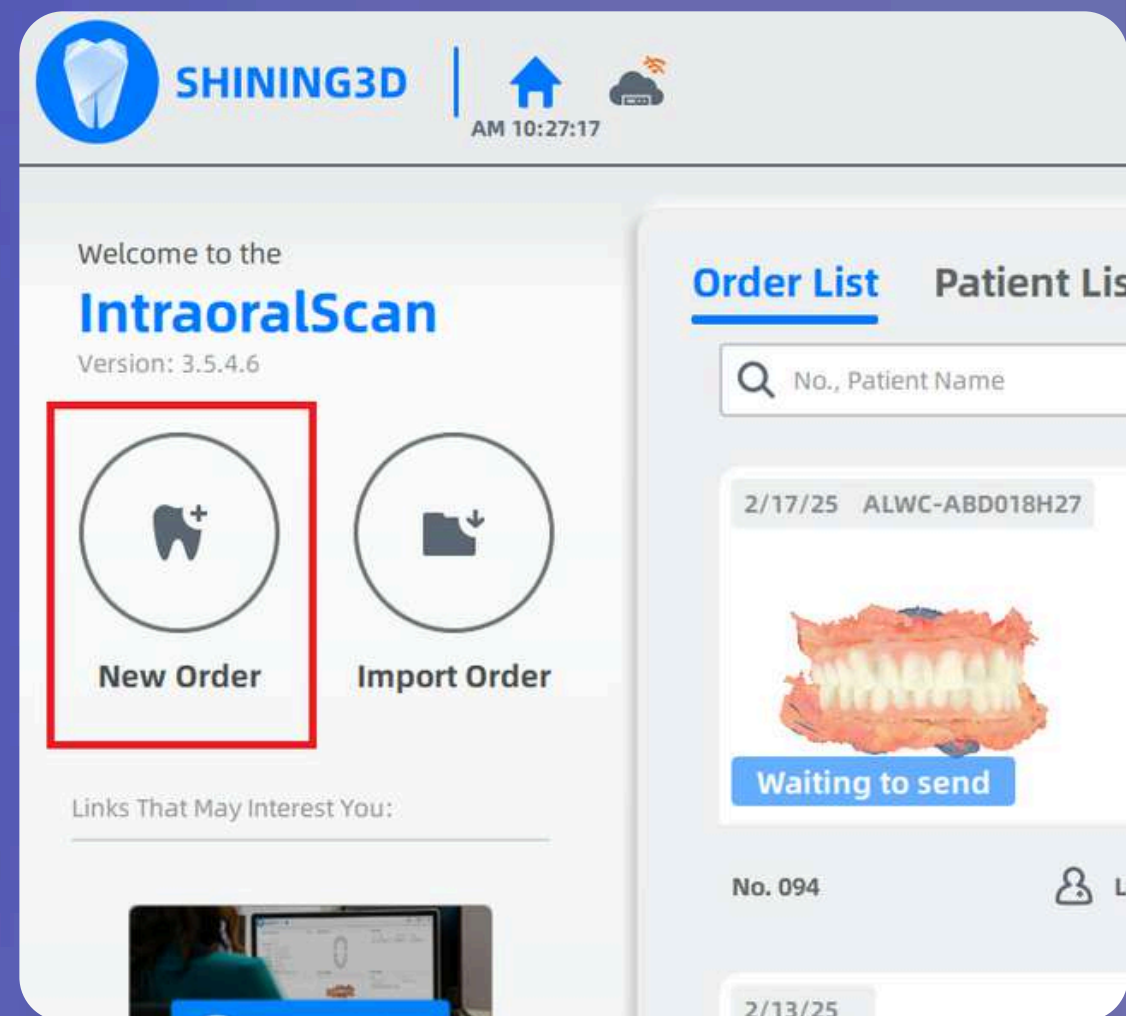 SHINING3D
AM 10:27:17
Welcome to the
IntraoralScan
Version: 3.5.4.6
New Order
Import Order
Links That May Interest You:
Order List
Patient Lis
No., Patient Name
2/17/25 ALWC-ABD018H27
Waiting to send
No. 094
L
2/13/25